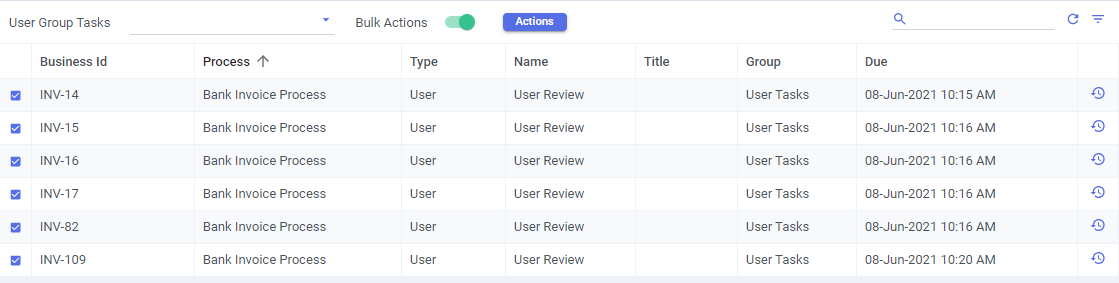 User Group Tasks Bulk Actions Actions
Business Id Process Type Name Title Group Due
INV-14 Bank Invoice Process User User Review User Tasks 08-Jun-2021 10:15 AM
INV-15 Bank Invoice Process User User Review User Tasks 08-Jun-2021 10:16 AM
INV-16 Bank Invoice Process User User Review User Tasks 08-Jun-2021 10:16 AM
INV-17 Bank Invoice Process User User Review User Tasks 08-Jun-2021 10:16 AM
INV-82 Bank Invoice Process User User Review User Tasks 08-Jun-2021 10:16 AM
INV-109 Bank Invoice Process User User Review User Tasks 08-Jun-2021 10:20 AM